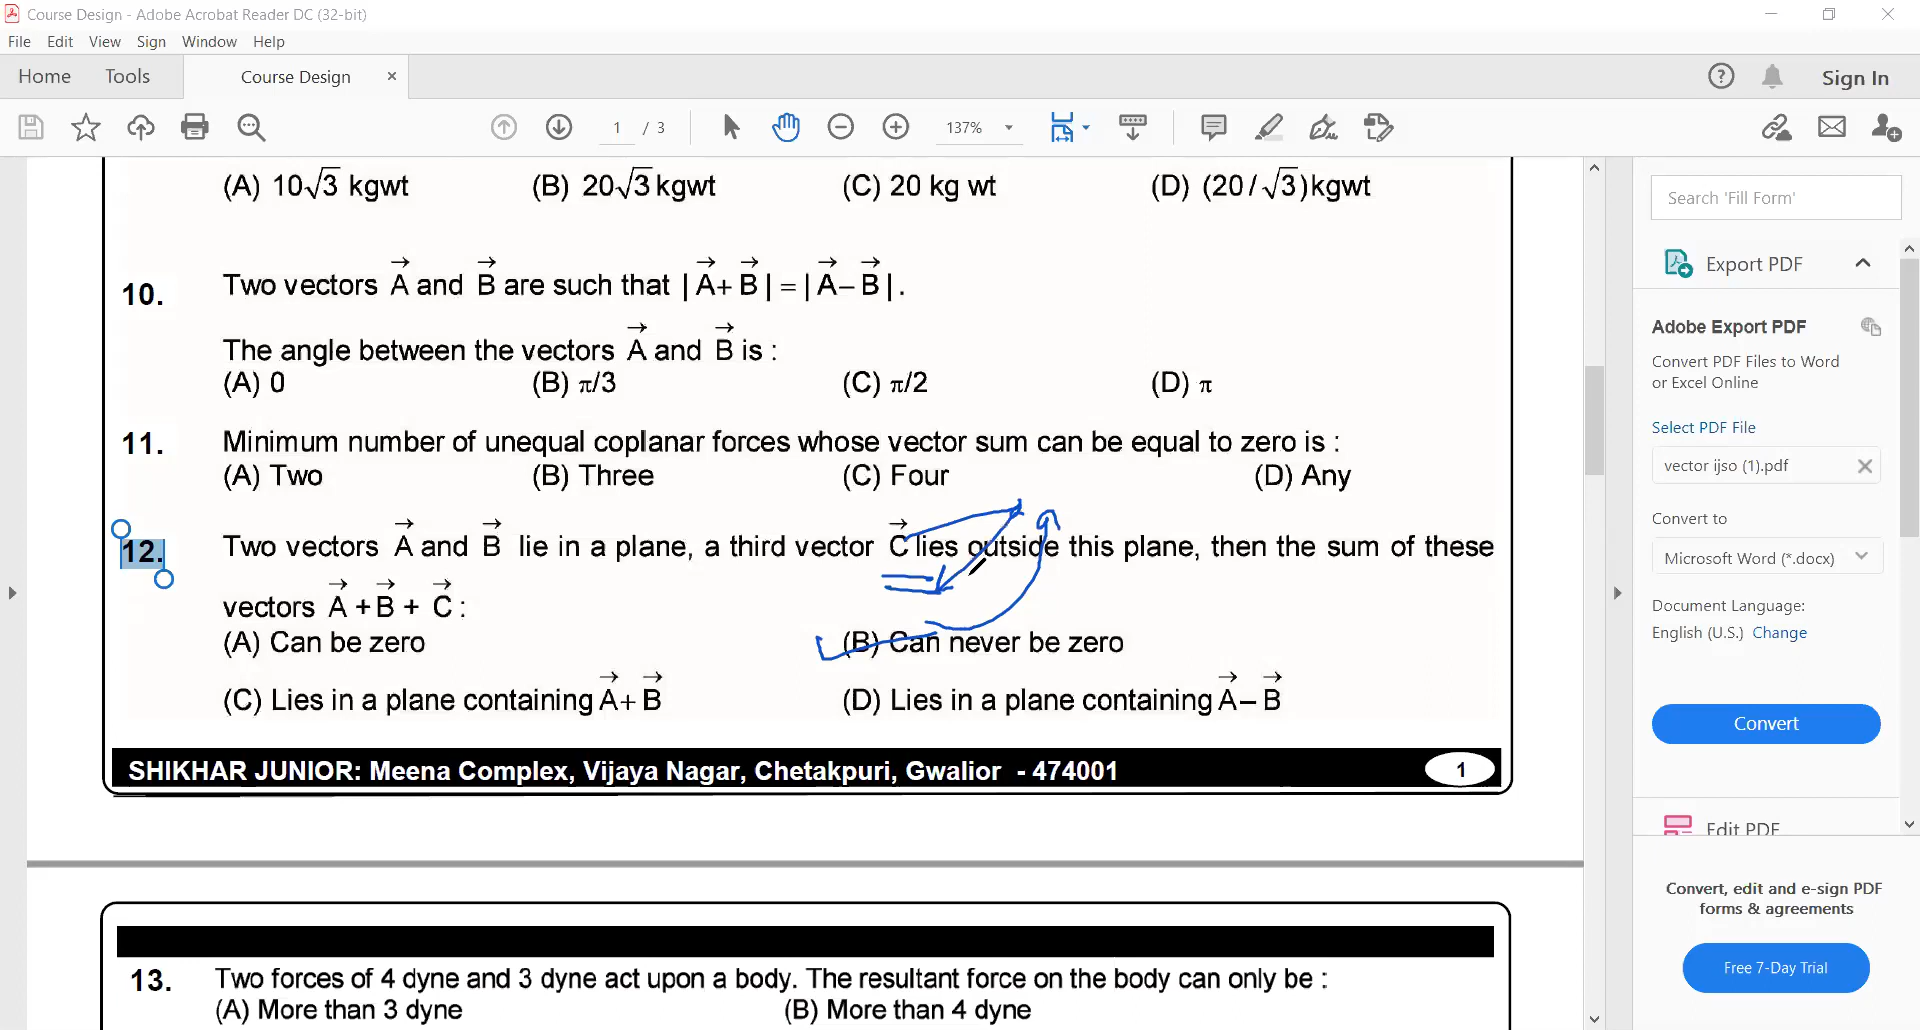 Course Design - Adobe Acrobat Reader DC (32-bit)
File Edit View Sign Window Help
Home Tools Course Design × ? Sign In
1 / 3 137%
(A) 10√3 kgwt (B) 20√3 kgwt (C) 20 kg wt (D) (20 / √3)kgwt
10. Two vectors A⃗ and B⃗ are such that | A⃗+ B⃗ | = | A⃗– B⃗ | .
The angle between the vectors A⃗ and B⃗ is :
(A) 0 (B) π/3 (C) π/2 (D) π
11. Minimum number of unequal coplanar forces whose vector sum can be equal to zero is :
(A) Two (B) Three (C) Four (D) Any
12. Two vectors A⃗ and B⃗ lie in a plane, a third vector C⃗ lies outside this plane, then the sum of these
vectors A⃗ + B⃗ + C⃗ :
(A) Can be zero (B) Can never be zero
(C) Lies in a plane containing A⃗+ B⃗ (D) Lies in a plane containing A⃗– B⃗
SHIKHAR JUNIOR: Meena Complex, Vijaya Nagar, Chetakpuri, Gwalior - 474001 1
13. Two forces of 4 dyne and 3 dyne act upon a body. The resultant force on the body can only be :
(A) More than 3 dyne (B) More than 4 dyne
Search 'Fill Form'
Export PDF
Adobe Export PDF
Convert PDF Files to Word
or Excel Online
Select PDF File
vector ijso (1).pdf
Convert to
Microsoft Word (*.docx)
Document Language:
English (U.S.) Change
Convert
Edit PDF
Convert, edit and e-sign PDF
forms & agreements
Free 7-Day Trial